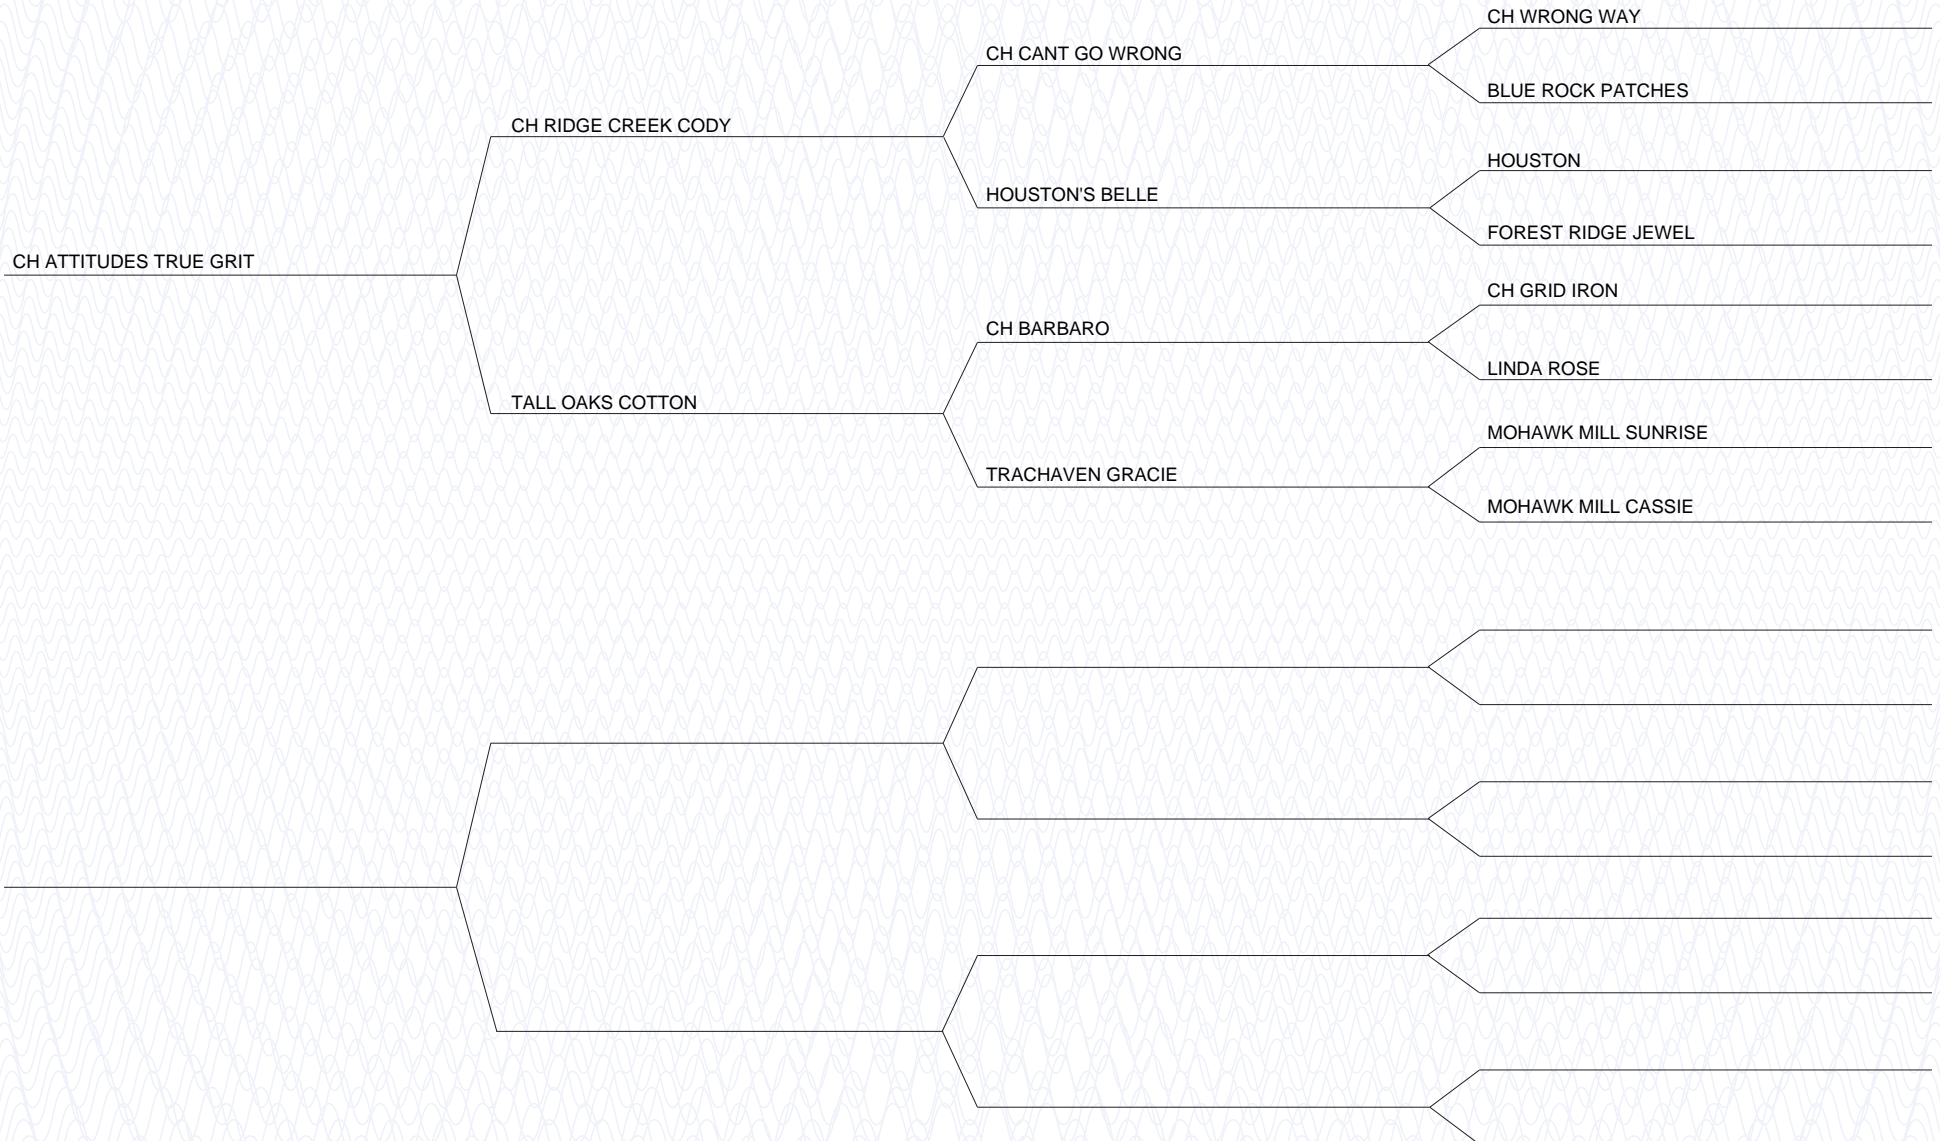 CH WRONG WAY
CH CANT GO WRONG
BLUE ROCK PATCHES
CH RIDGE CREEK CODY
HOUSTON
HOUSTON'S BELLE
FOREST RIDGE JEWEL
CH ATTITUDES TRUE GRIT
CH GRID IRON
CH BARBARO
LINDA ROSE
TALL OAKS COTTON
MOHAWK MILL SUNRISE
TRACHAVEN GRACIE
MOHAWK MILL CASSIE